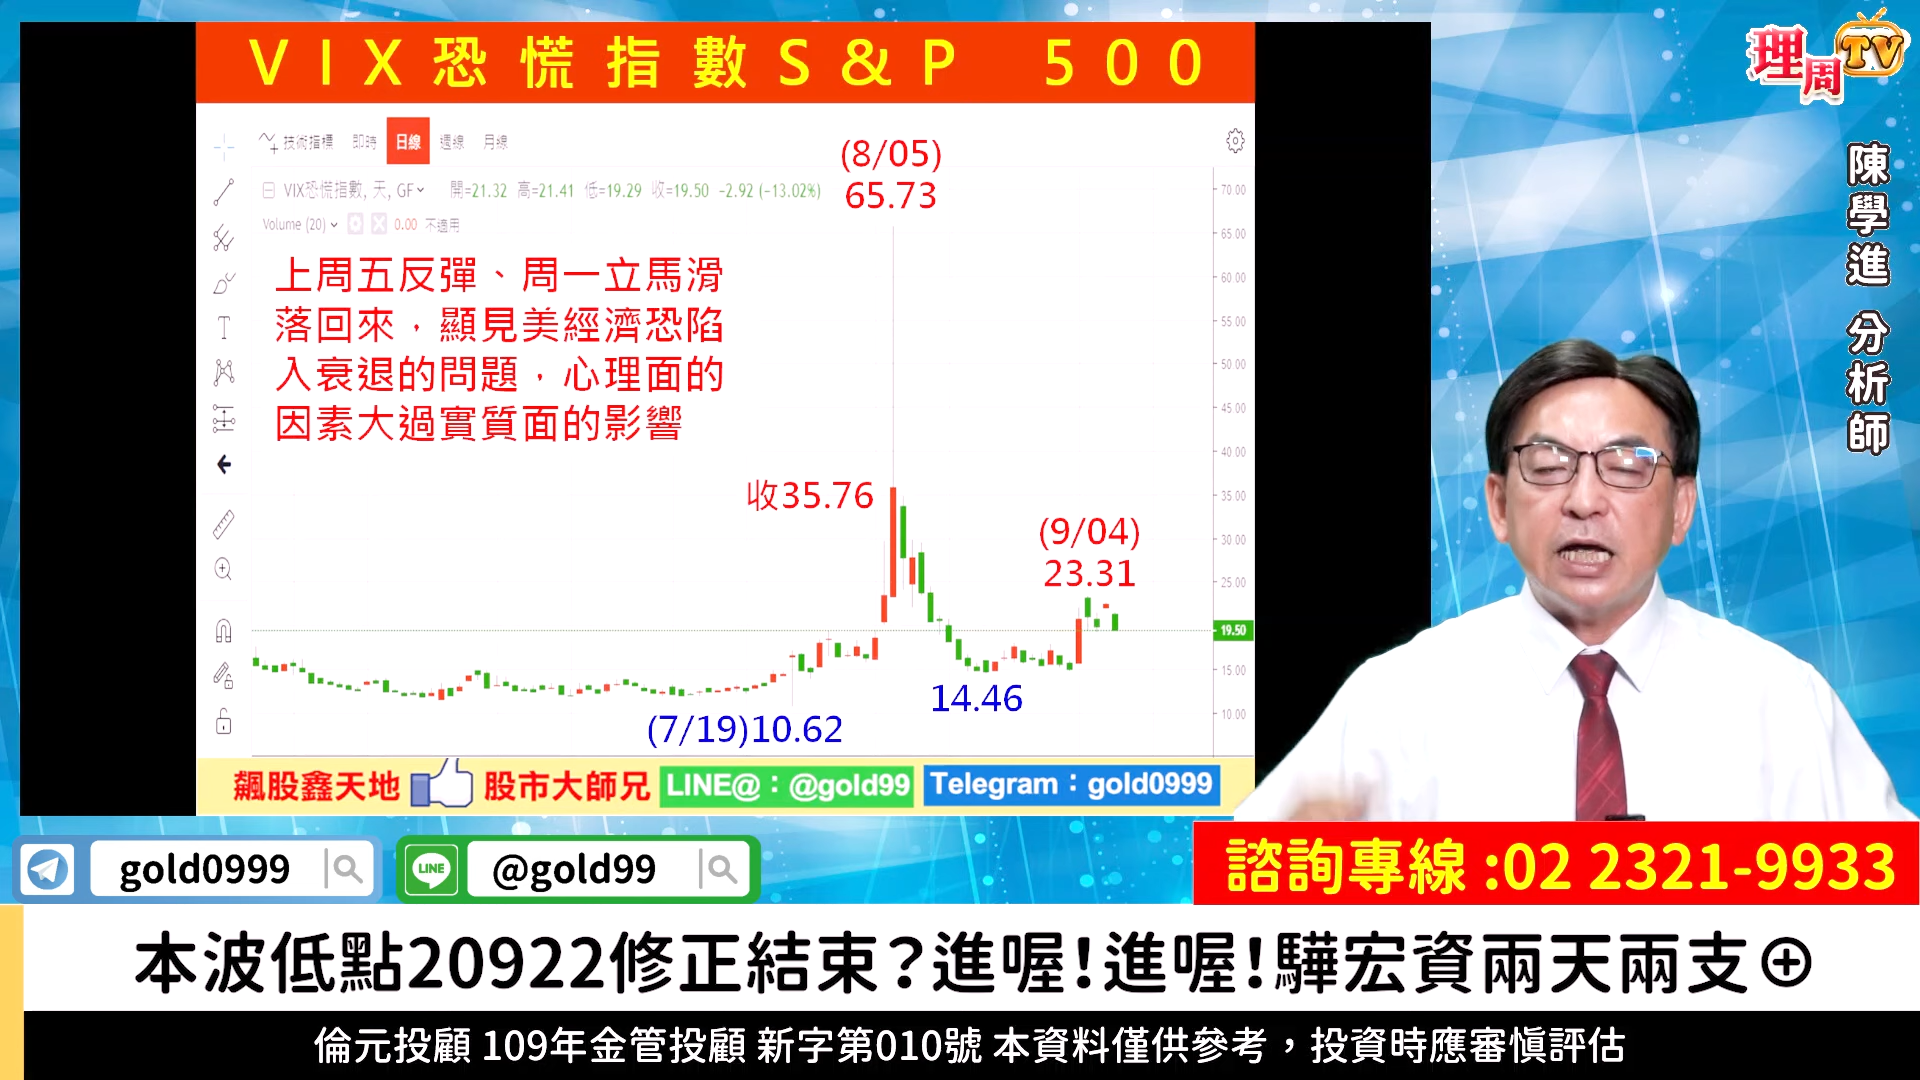 VIX恐慌指數S&P 500
理周TV
陳學進 分析師
技術指標 即時 日線 週線 月線
VIX恐慌指數, 天, GF 開=21.32 高=21.41 低=19.29 收=19.50 −2.92 (−13.02%)
Volume (20) 0.00 不適用
(8/05)
65.73
上周五反彈、周一立馬滑
落回來，顯見美經濟恐陷
入衰退的問題，心理面的
因素大過實質面的影響
收35.76
(9/04)
23.31
14.46
(7/19)10.62
70.00
65.00
60.00
55.00
50.00
45.00
40.00
35.00
30.00
25.00
19.50
15.00
10.00
飆股鑫天地 股市大師兄 LINE@：@gold99 Telegram：gold0999
gold0999
LINE @gold99
諮詢專線 :02 2321-9933
本波低點20922修正結束？進喔！進喔！驊宏資兩天兩支⊕
倫元投顧 109年金管投顧 新字第010號 本資料僅供參考，投資時應審慎評估